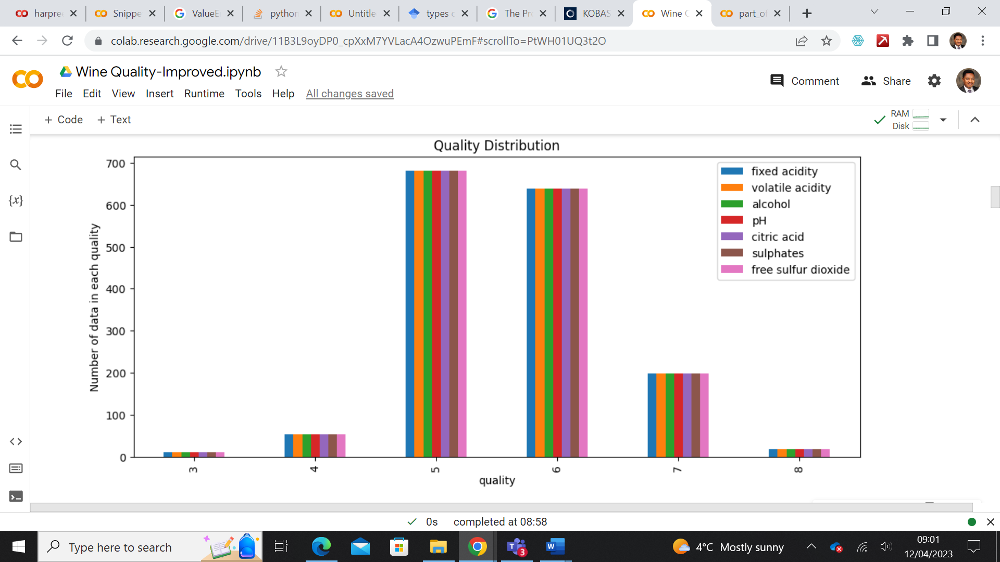 harpre
Snippe
ValueE
python
Untitle
types c
The Pr
KOBAS
Wine C
part_of
colab.research.google.com/drive/11B3L9oyDP0_cpXxM7YVLacA4OzwuPEmF#scrollTo=PtWH01UQ3t2O
Wine Quality-Improved.ipynb
File Edit View Insert Runtime Tools Help All changes saved
Comment
Share
+ Code + Text
RAM
Disk
{x}
Quality Distribution
700
600
500
400
300
200
100
0
Number of data in each quality
fixed acidity
volatile acidity
alcohol
pH
citric acid
sulphates
free sulfur dioxide
3 4 5 6 7 8
quality
0s completed at 08:58
Type here to search
T
3
W
4°C Mostly sunny
09:01
12/04/2023